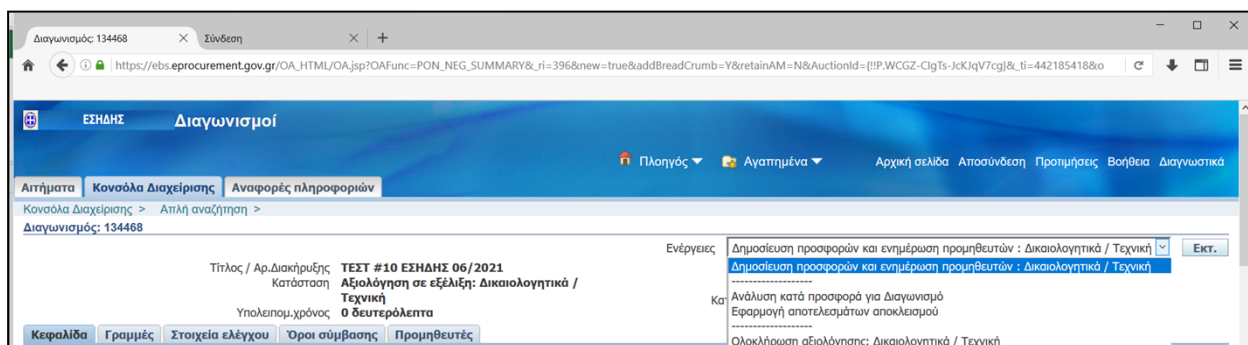 Διαγωνισμός: 134468
Σύνδεση
https://ebs.eprocurement.gov.gr/OA_HTML/OA.jsp?OAFunc=PON_NEG_SUMMARY&_ri=396&new=true&addBreadCrumb=Y&retainAM=N&AuctionId={!!P.WCGZ-CIgTs-JcKJqV7cg}&_ti=442185418&o
ΕΣΗΔΗΣ Διαγωνισμοί
Πλοηγός Αγαπημένα Αρχική σελίδα Αποσύνδεση Προτιμήσεις Βοήθεια Διαγνωστικά
Αιτήματα Κονσόλα Διαχείρισης Αναφορές πληροφοριών
Κονσόλα Διαχείρισης > Απλή αναζήτηση >
Διαγωνισμός: 134468
Ενέργειες Δημοσίευση προσφορών και ενημέρωση προμηθευτών : Δικαιολογητικά / Τεχνική Εκτ.
Δημοσίευση προσφορών και ενημέρωση προμηθευτών : Δικαιολογητικά / Τεχνική
Τίτλος / Αρ.Διακήρυξης ΤΕΣΤ #10 ΕΣΗΔΗΣ 06/2021
-------------------
Κατάσταση Αξιολόγηση σε εξέλιξη: Δικαιολογητικά /
Τεχνική
Ανάλυση κατά προσφορά για Διαγωνισμό
Υπολειπομ.χρόνος 0 δευτερόλεπτα
Εφαρμογή αποτελεσμάτων αποκλεισμού
-------------------
Κεφαλίδα Γραμμές Στοιχεία ελέγχου Όροι σύμβασης Προμηθευτές
Ολοκλήρωση αξιολόγησης: Δικαιολογητικά / Τεχνική